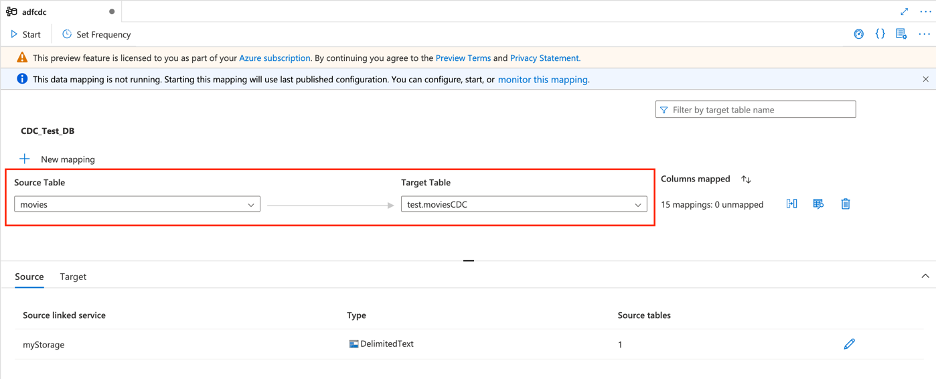 adfcdc
Start Set Frequency
This preview feature is licensed to you as part of your Azure subscription. By continuing you agree to the Preview Terms and Privacy Statement.
This data mapping is not running. Starting this mapping will use last published configuration. You can configure, start, or monitor this mapping.
Filter by target table name
CDC_Test_DB
New mapping
Source Table Target Table Columns mapped
movies test.moviesCDC 15 mappings: 0 unmapped
Source Target
Source linked service Type Source tables
myStorage DelimitedText 1